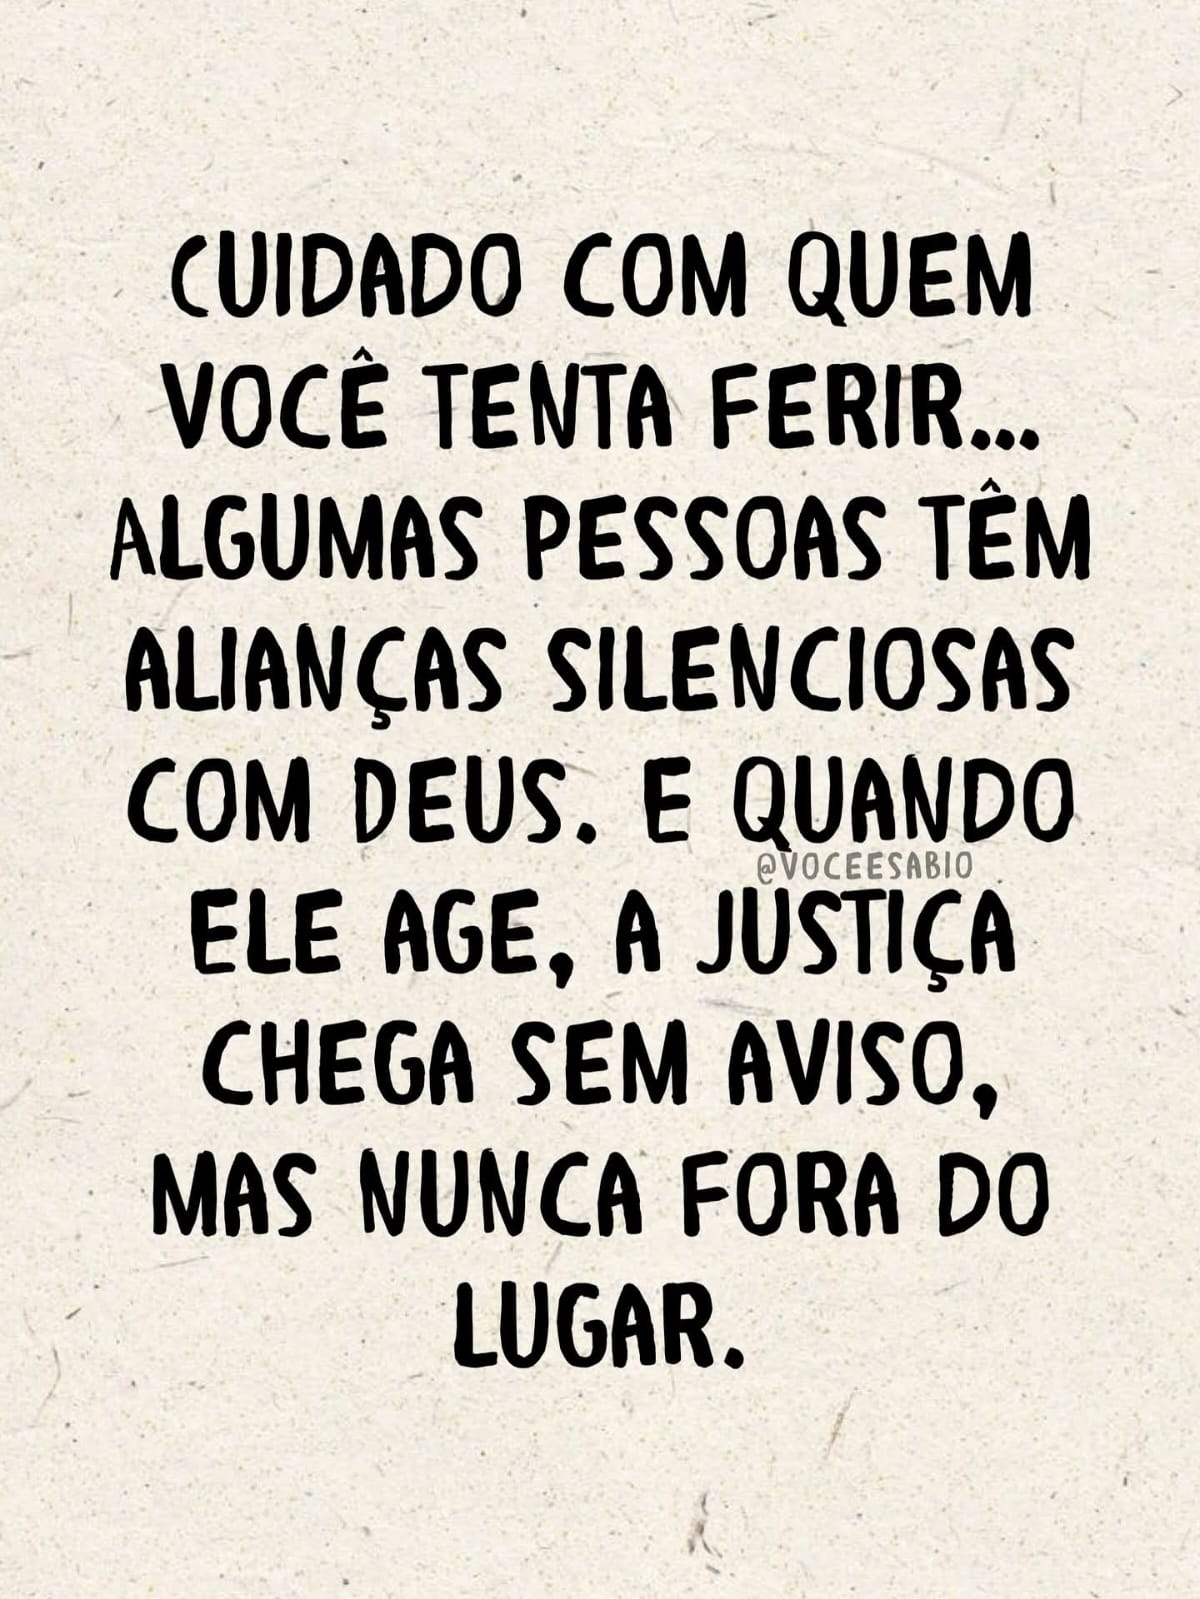 CUIDADO COM QUEM
VOCÊ TENTA FERIR...
ALGUMAS PESSOAS TÊM
ALIANÇAS SILENCIOSAS
COM DEUS. E QUANDO
@VOCEESABIO
ELE AGE, A JUSTIÇA
CHEGA SEM AVISO,
MAS NUNCA FORA DO
LUGAR.